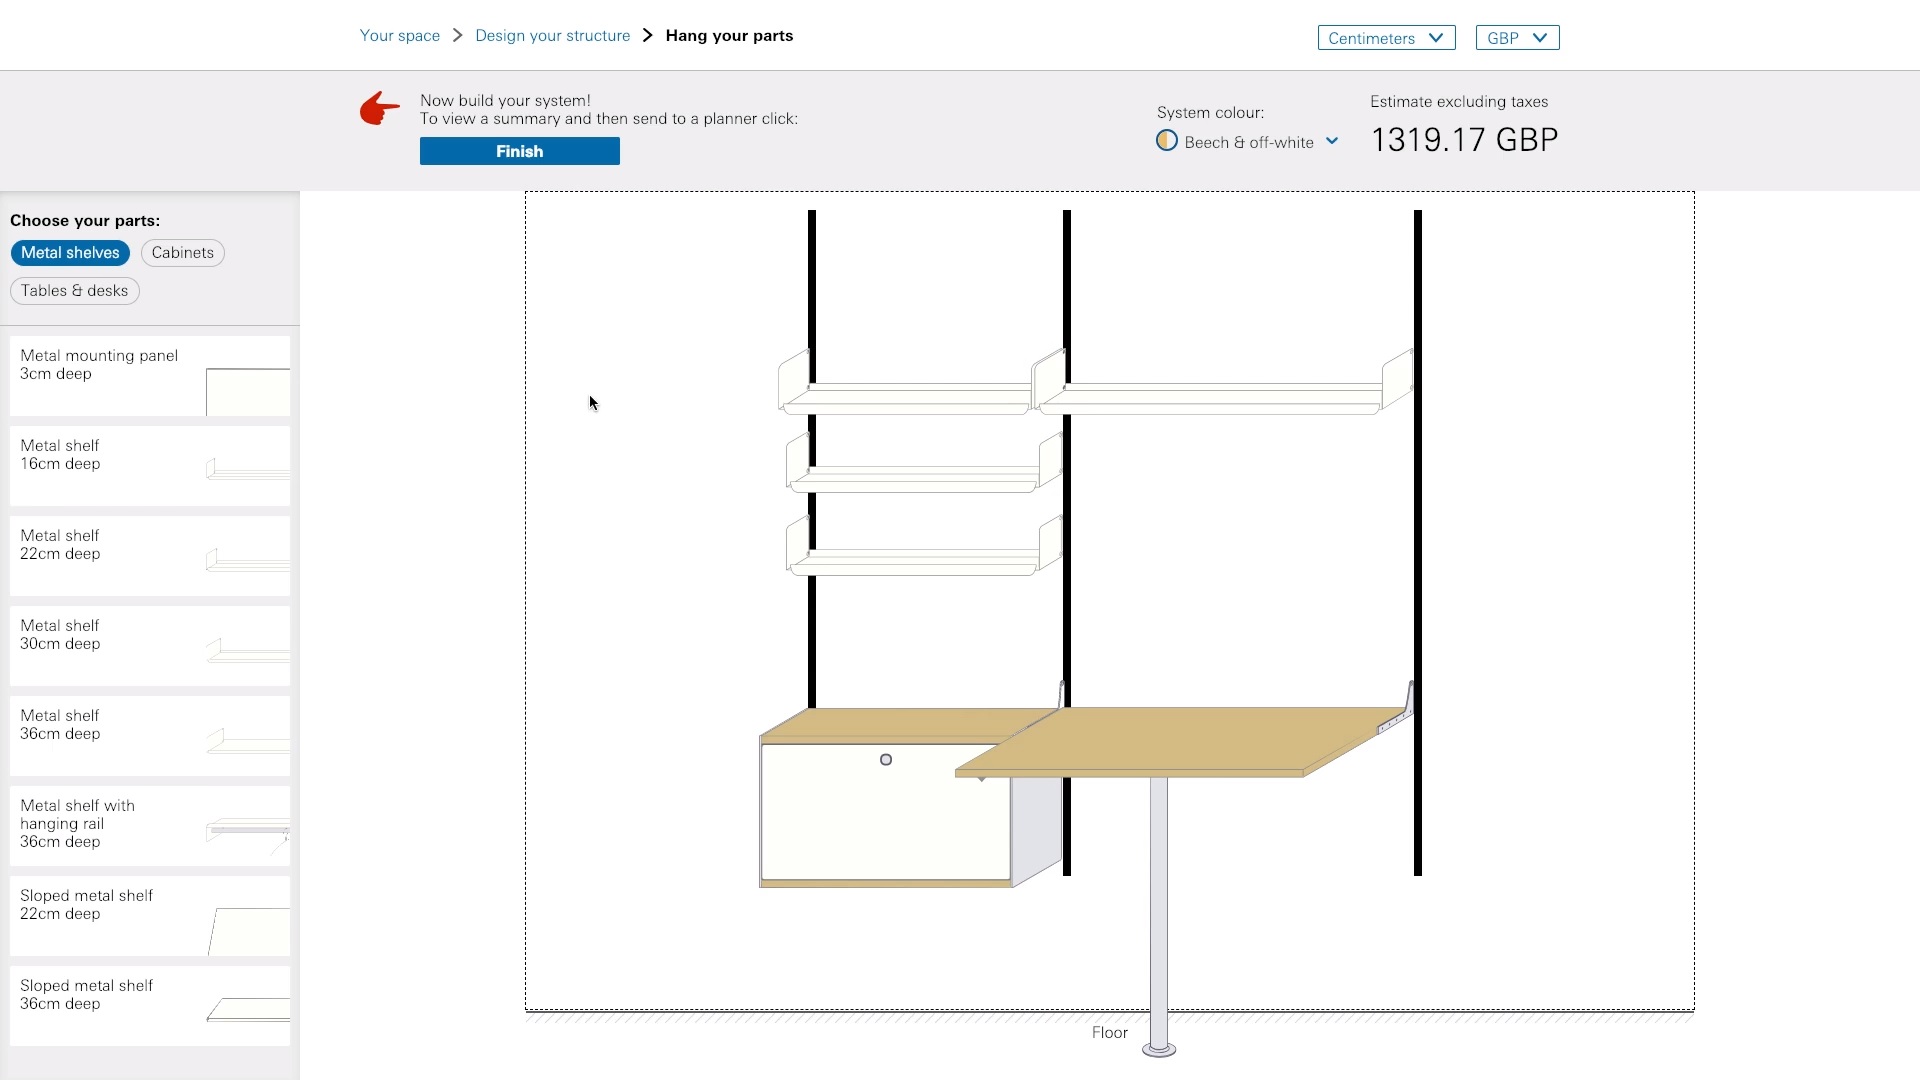 Your space
Design your structure
Hang your parts
Centimeters
GBP
Now build your system!
To view a summary and then send to a planner click:
Finish
System colour:
Beech & off-white
Estimate excluding taxes
1319.17 GBP
Choose your parts:
Metal shelves
Cabinets
Tables & desks
Metal mounting panel
3cm deep
Metal shelf
16cm deep
Metal shelf
22cm deep
Metal shelf
30cm deep
Metal shelf
36cm deep
Metal shelf with
hanging rail
36cm deep
Sloped metal shelf
22cm deep
Sloped metal shelf
36cm deep
Floor